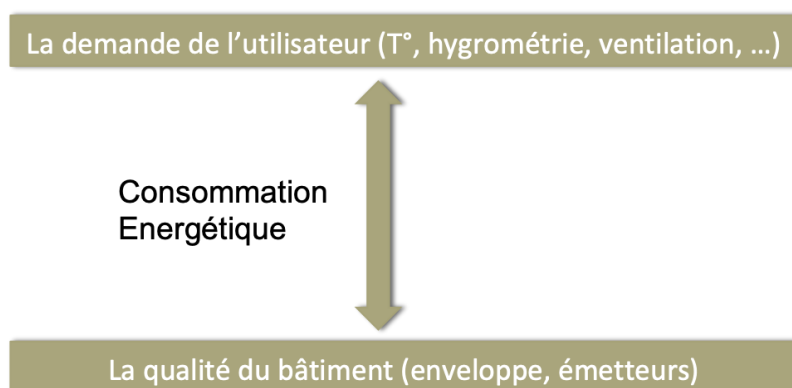 La demande de l’utilisateur (T°, hygrométrie, ventilation, …)
Consommation
Energétique
La qualité du bâtiment (enveloppe, émetteurs)